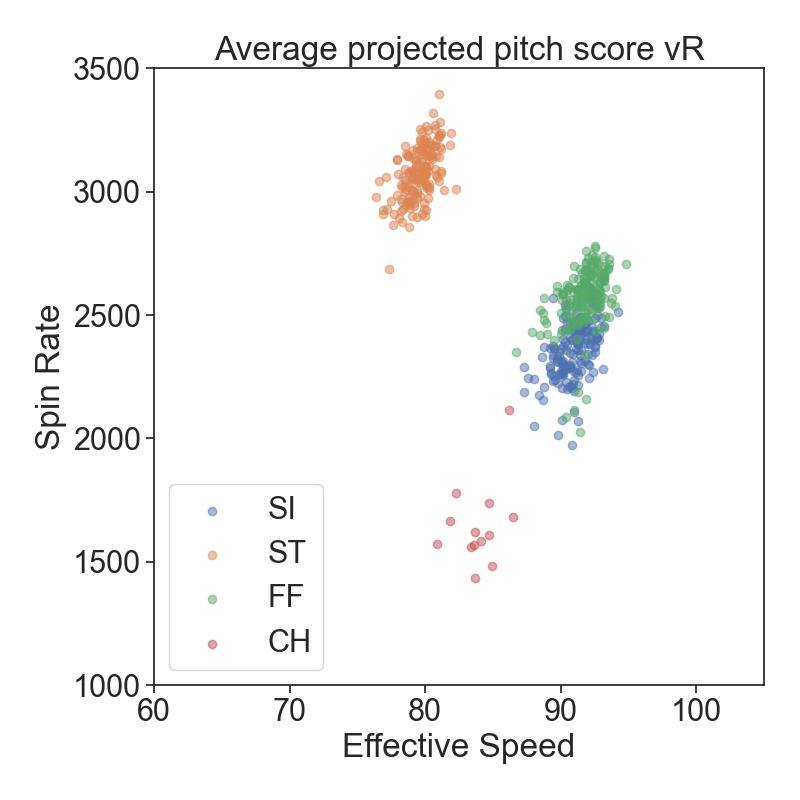 Average projected pitch score vR
3500
3000
2500
2000
1500
1000
Spin Rate
SI
ST
FF
CH
60 70 80 90 100
Effective Speed